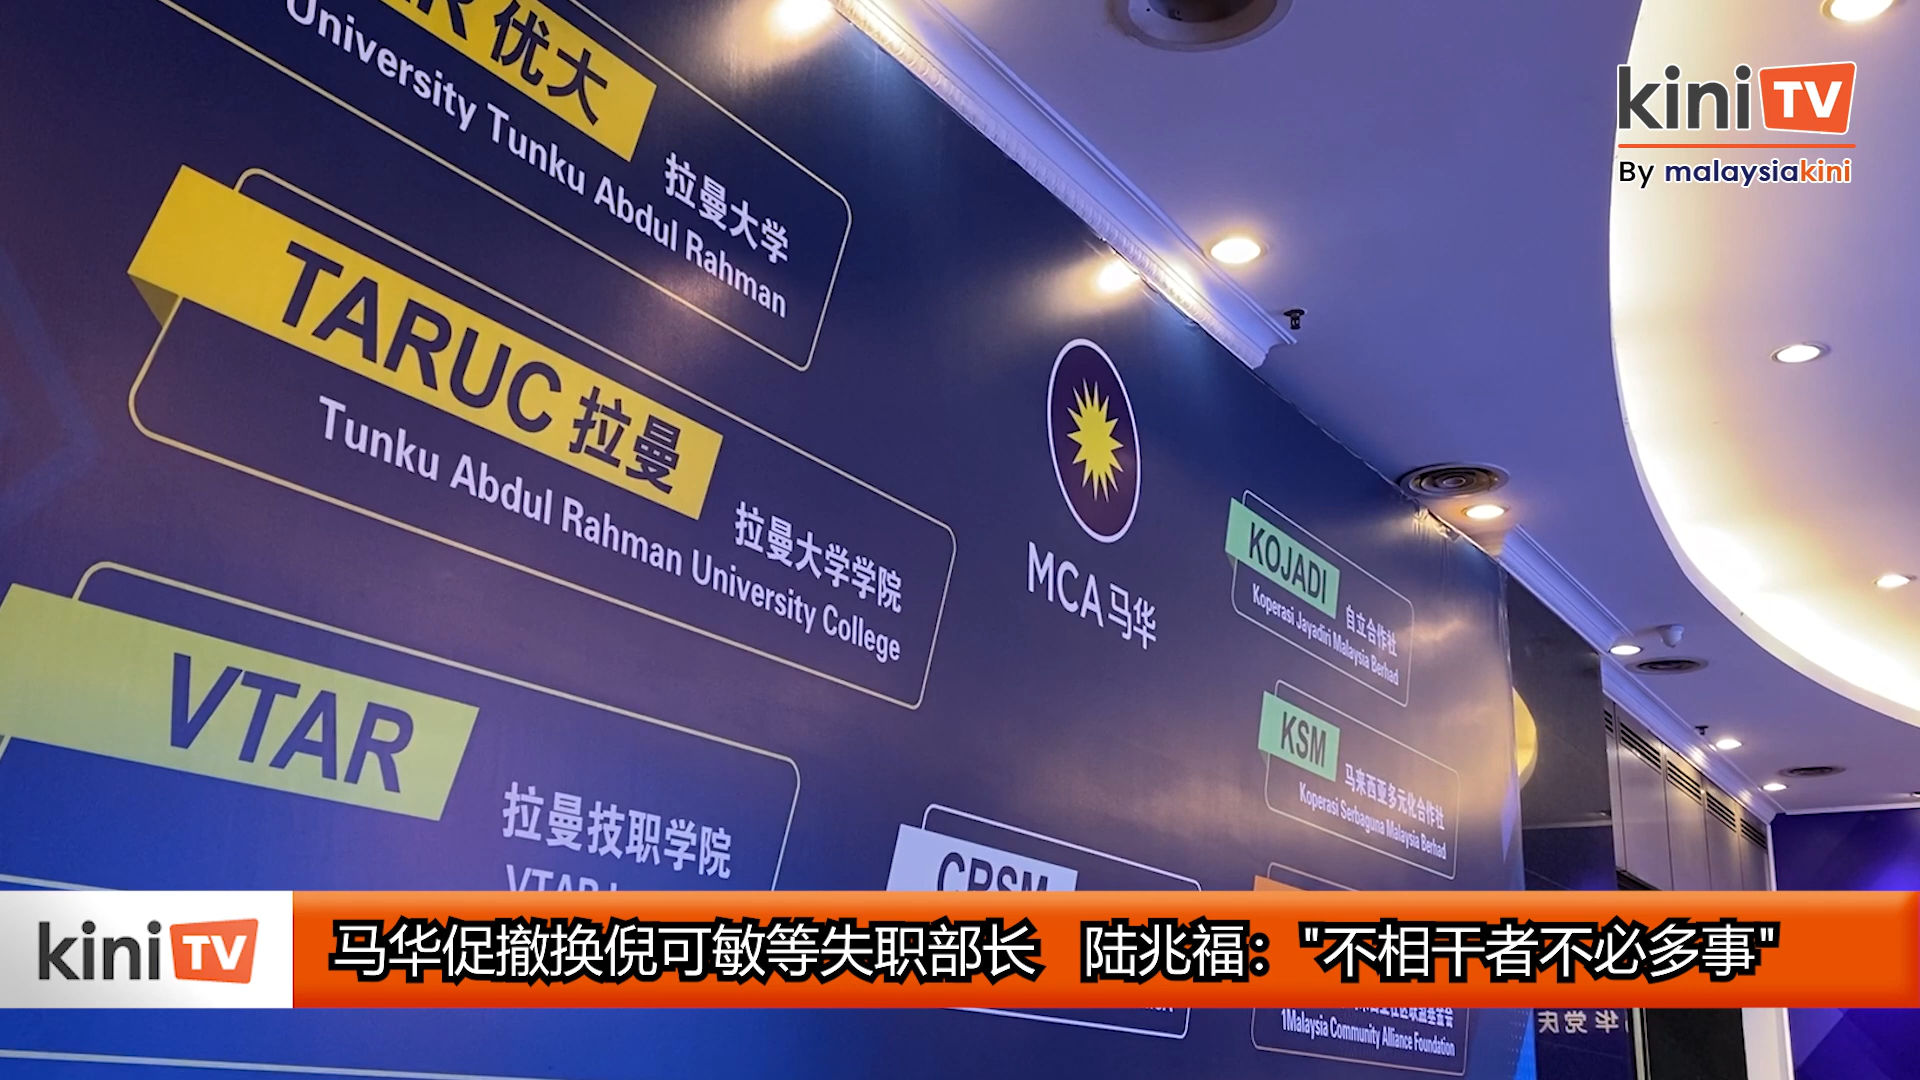 优大
University Tunku Abdul Rahman
拉曼大学
TARUC 拉曼
Tunku Abdul Rahman University College
拉曼大学学院
VTAR
拉曼技职学院
MCA 马华
KOJADI
自立合作社
Koperasi Jayadiri Malaysia Berhad
KSM
马来西亚多元化合作社
Koperasi Serbaguna Malaysia Berhad
CRSM
1Malaysia Community Alliance Foundation
kini TV
By malaysiakini
kini TV
马华促撤换倪可敏等失职部长 陆兆福："不相干者不必多事"